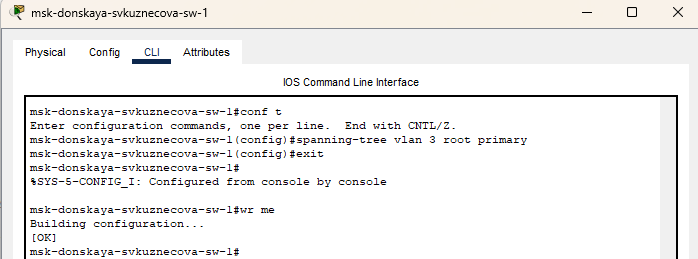 msk-donskaya-svkuznecova-sw-1
Physical Config CLI Attributes
IOS Command Line Interface
msk-donskaya-svkuznecova-sw-1#conf t
Enter configuration commands, one per line.  End with CNTL/Z.
msk-donskaya-svkuznecova-sw-1(config)#spanning-tree vlan 3 root primary
msk-donskaya-svkuznecova-sw-1(config)#exit
msk-donskaya-svkuznecova-sw-1#
%SYS-5-CONFIG_I: Configured from console by console
msk-donskaya-svkuznecova-sw-1#wr me
Building configuration...
[OK]
msk-donskaya-svkuznecova-sw-1#